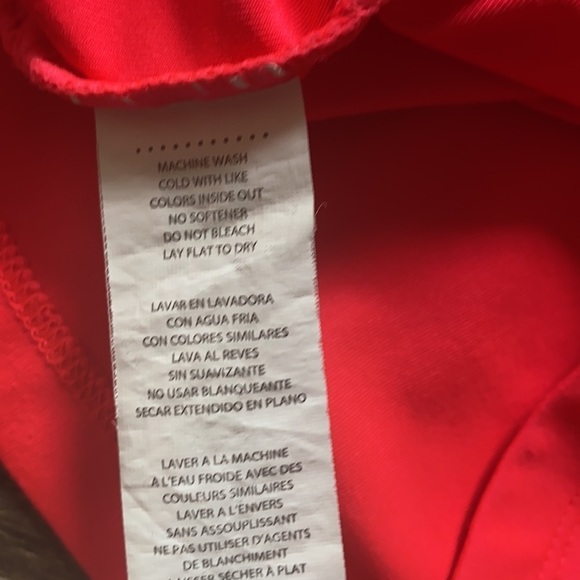 MACHINE WASH
COLD WITH LIKE
COLORS INSIDE OUT
NO SOFTENER
DO NOT BLEACH
LAY FLAT TO DRY
LAVAR EN LAVADORA
CON AGUA FRIA
CON COLORES SIMILARES
LAVA AL REVES
SIN SUAVIZANTE
NO USAR BLANQUEANTE
SECAR EXTENDIDO EN PLANO
LAVER A LA MACHINE
A L'EAU FROIDE AVEC DES
COULEURS SIMILAIRES
LAVER A L'ENVERS
SANS ASSOUPLISSANT
NE PAS UTILISER D'AGENTS
DE BLANCHIMENT
SÉCHER À PLAT